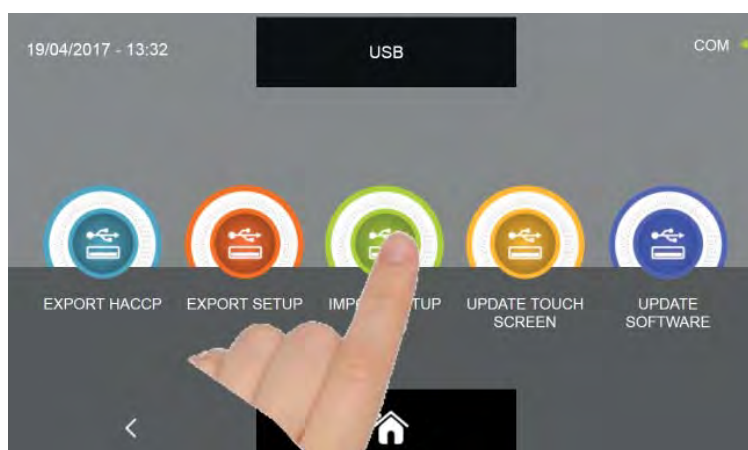 19/04/2017 - 13:32
USB
COM
EXPORT HACCP
EXPORT SETUP
UPDATE TOUCH
SCREEN
UPDATE
SOFTWARE